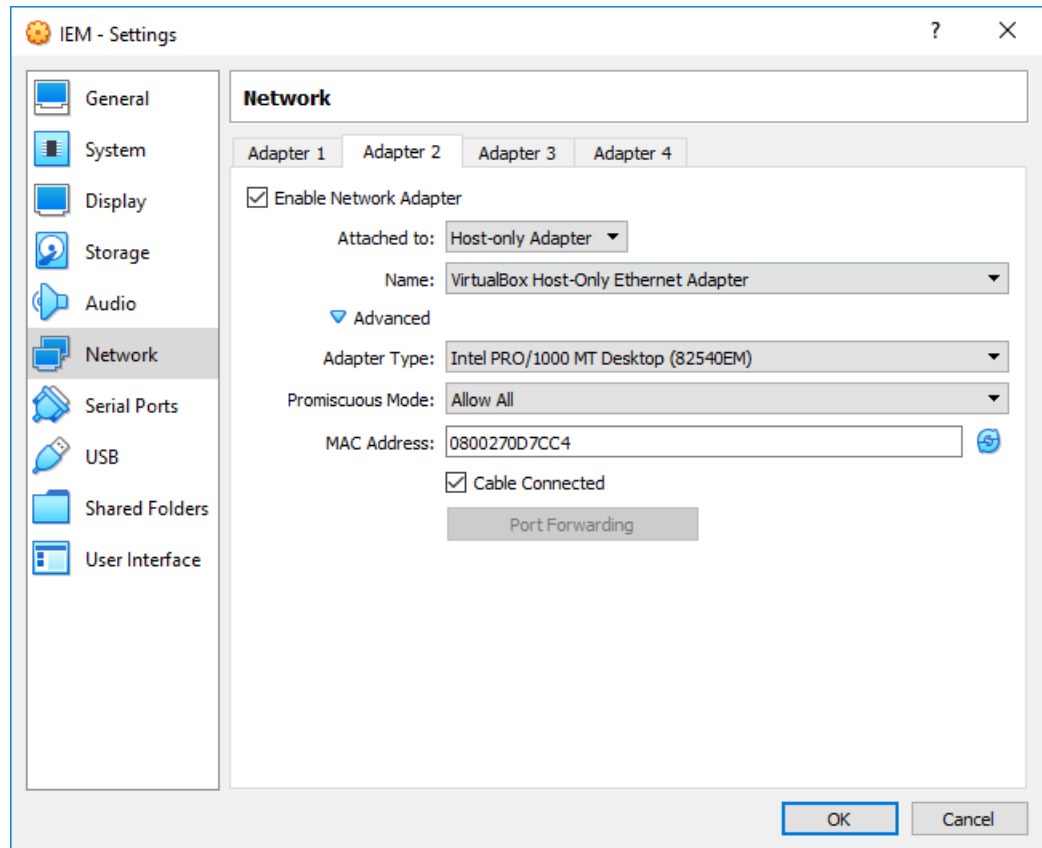 IEM - Settings ?
General
System
Display
Storage
Audio
Network
Serial Ports
USB
Shared Folders
User Interface
Network
Adapter 1 Adapter 2 Adapter 3 Adapter 4
Enable Network Adapter
Attached to: Host-only Adapter
Name: VirtualBox Host-Only Ethernet Adapter
Advanced
Adapter Type: Intel PRO/1000 MT Desktop (82540EM)
Promiscuous Mode: Allow All
MAC Address: 0800270D7CC4
Cable Connected
Port Forwarding
OK Cancel